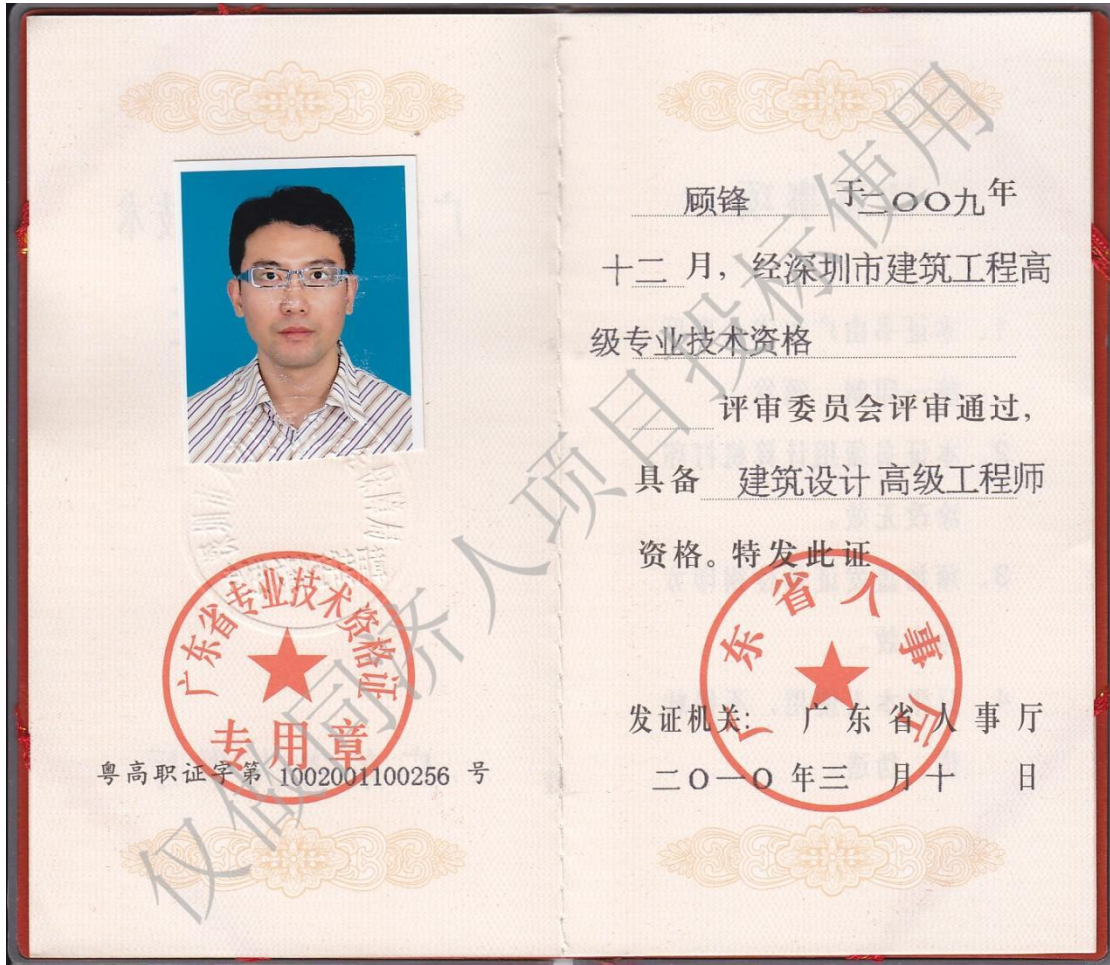 广东省专业技术资格证
专用章
粤高职证字第 1002001100256 号
顾锋 于二〇〇九年
十二 月，经深圳市建筑工程高
级专业技术资格
评审委员会评审通过，
具备 建筑设计 高级工程师
资格。特发此证
广东省人事厅
发证机关： 广东省人事厅
二〇一〇 年三 月十 日
仅做同济人项目投标使用